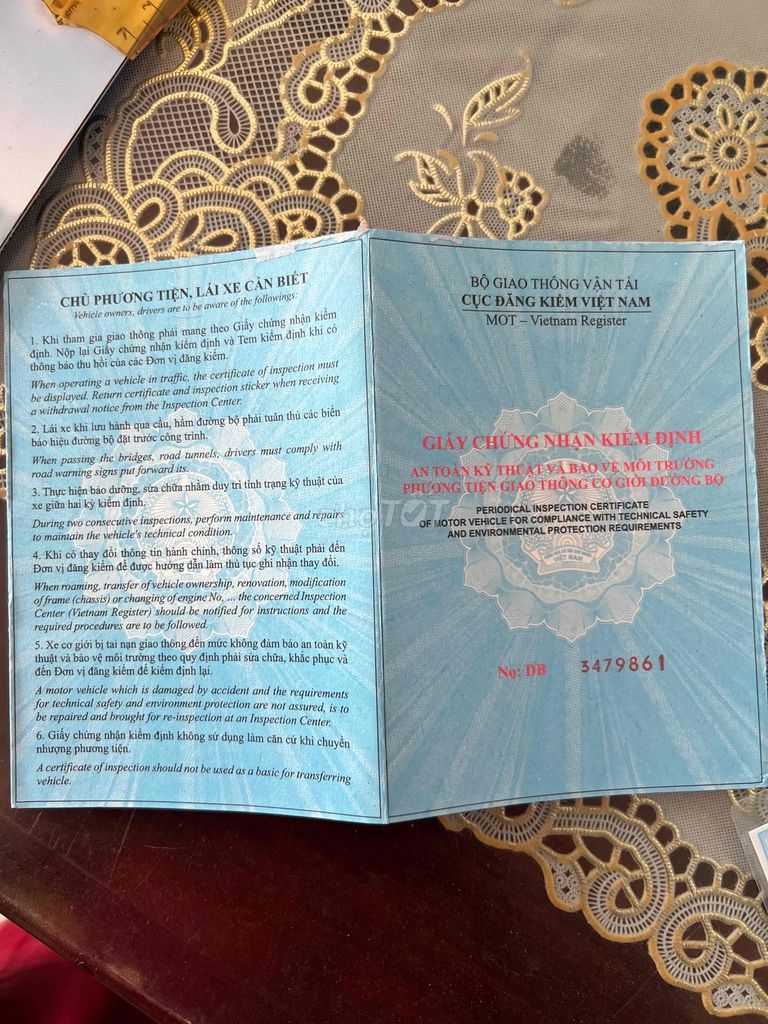 CHỦ PHƯƠNG TIỆN, LÁI XE CẦN BIẾT
Vehicle owners, drivers are to be aware of the followings:
1. Khi tham gia giao thông phải mang theo Giấy chứng nhận kiểm
định. Nộp lại Giấy chứng nhận kiểm định và Tem kiểm định khi có
thông báo thu hồi của các Đơn vị đăng kiểm.
When operating a vehicle in traffic, the certificate of inspection must
be displayed. Return certificate and inspection sticker when receiving
a withdrawal notice from the Inspection Center.
2. Lái xe khi lưu hành qua cầu, hầm đường bộ phải tuân thủ các biển
báo hiệu đường bộ đặt trước công trình.
When passing the bridges, road tunnels, drivers must comply with
road warning signs put forward its.
3. Thực hiện bảo dưỡng, sửa chữa nhằm duy trì tình trạng kỹ thuật của
xe giữa hai kỳ kiểm định.
During two consecutive inspections, perform maintenance and repairs
to maintain the vehicle's technical condition.
4. Khi có thay đổi thông tin hành chính, thông số kỹ thuật phải đến
Đơn vị đăng kiểm để được hướng dẫn làm thủ tục ghi nhận thay đổi.
When roaming, transfer of vehicle ownership, renovation, modification
of frame (chassis) or changing of engine No, ... the concerned Inspection
Center (Vietnam Register) should be notified for instructions and the
required procedures are to be followed.
5. Xe cơ giới bị tai nạn giao thông đến mức không đảm bảo an toàn kỹ
thuật và bảo vệ môi trường theo quy định phải sửa chữa, khắc phục và
đến Đơn vị đăng kiểm để kiểm định lại.
A motor vehicle which is damaged by accident and the requirements
for technical safety and environment protection are not assured, is to
be repaired and brought for re-inspection at an Inspection Center.
6. Giấy chứng nhận kiểm định không sử dụng làm căn cứ khi chuyển
nhượng phương tiện.
A certificate of inspection should not be used as a basic for transferring
vehicle.
BỘ GIAO THÔNG VẬN TẢI
CỤC ĐĂNG KIỂM VIỆT NAM
MOT – Vietnam Register
GIẤY CHỨNG NHẬN KIỂM ĐỊNH
AN TOÀN KỸ THUẬT VÀ BẢO VỆ MÔI TRƯỜNG
PHƯƠNG TIỆN GIAO THÔNG CƠ GIỚI ĐƯỜNG BỘ
PERIODICAL INSPECTION CERTIFICATE
OF MOTOR VEHICLE FOR COMPLIANCE WITH TECHNICAL SAFETY
AND ENVIRONMENTAL PROTECTION REQUIREMENTS
VIỆT NAM
No: DB 3479861